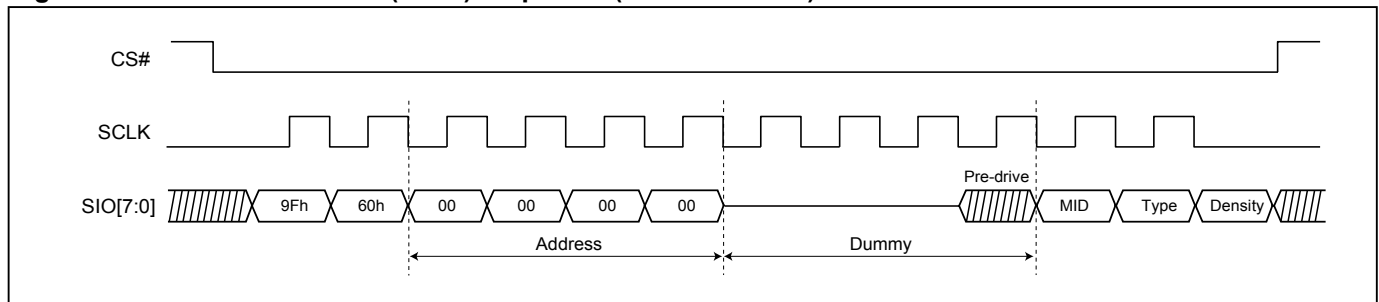 CS#
SCLK
Pre-drive
SIO[7:0] 9Fh 60h 00 00 00 00 MID Type Density
Address Dummy